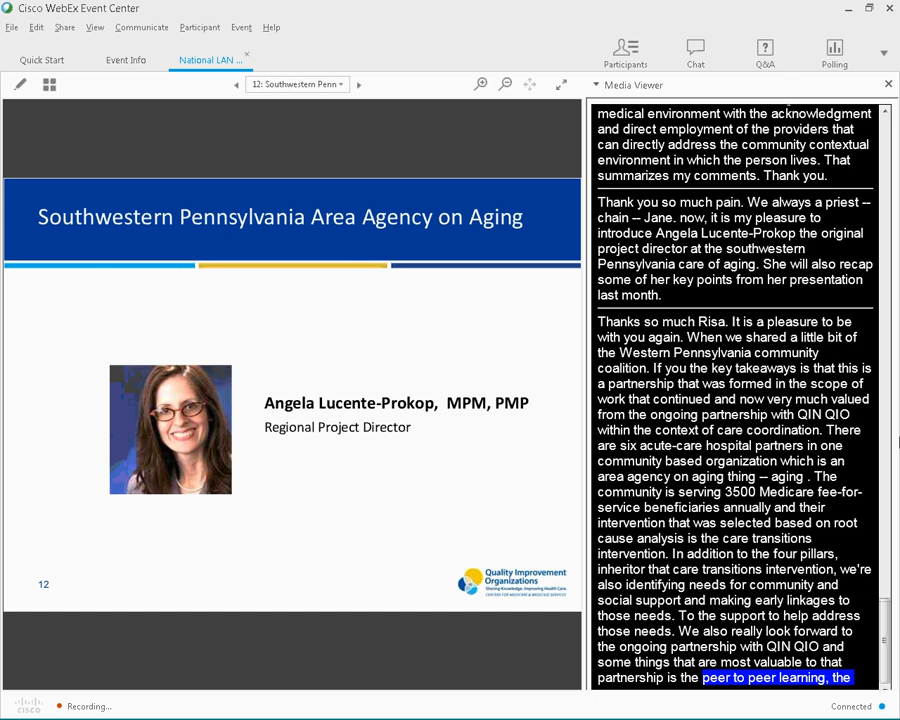 Cisco WebEx Event Center
File Edit Share View Communicate Participant Event Help
Quick Start Event Info National LAN ...
Participants Chat Q&A Polling
12: Southwestern Penn
Media Viewer
Southwestern Pennsylvania Area Agency on Aging
Angela Lucente-Prokop, MPM, PMP
Regional Project Director
12
Quality Improvement
Organizations
Sharing Knowledge. Improving Health Care.
CENTERS FOR MEDICARE & MEDICAID SERVICES
medical environment with the acknowledgment
and direct employment of the providers that
can directly address the community contextual
environment in which the person lives. That
summarizes my comments. Thank you.
Thank you so much pain. We always a priest --
chain -- Jane. now, it is my pleasure to
introduce Angela Lucente-Prokop the original
project director at the southwestern
Pennsylvania care of aging. She will also recap
some of her key points from her presentation
last month.
Thanks so much Risa. It is a pleasure to be
with you again. When we shared a little bit of
the Western Pennsylvania community
coalition. If you the key takeaways is that this is
a partnership that was formed in the scope of
work that continued and now very much valued
from the ongoing partnership with QIN QIO
within the context of care coordination. There
are six acute-care hospital partners in one
community based organization which is an
area agency on aging thing -- aging . The
community is serving 3500 Medicare fee-for-
service beneficiaries annually and their
intervention that was selected based on root
cause analysis is the care transitions
intervention. In addition to the four pillars,
inheritor that care transitions intervention, we're
also identifying needs for community and
social support and making early linkages to
those needs. To the support to help address
those needs. We also really look forward to
the ongoing partnership with QIN QIO and
some things that are most valuable to that
partnership is the peer to peer learning, the
cisco
Recording...
Connected